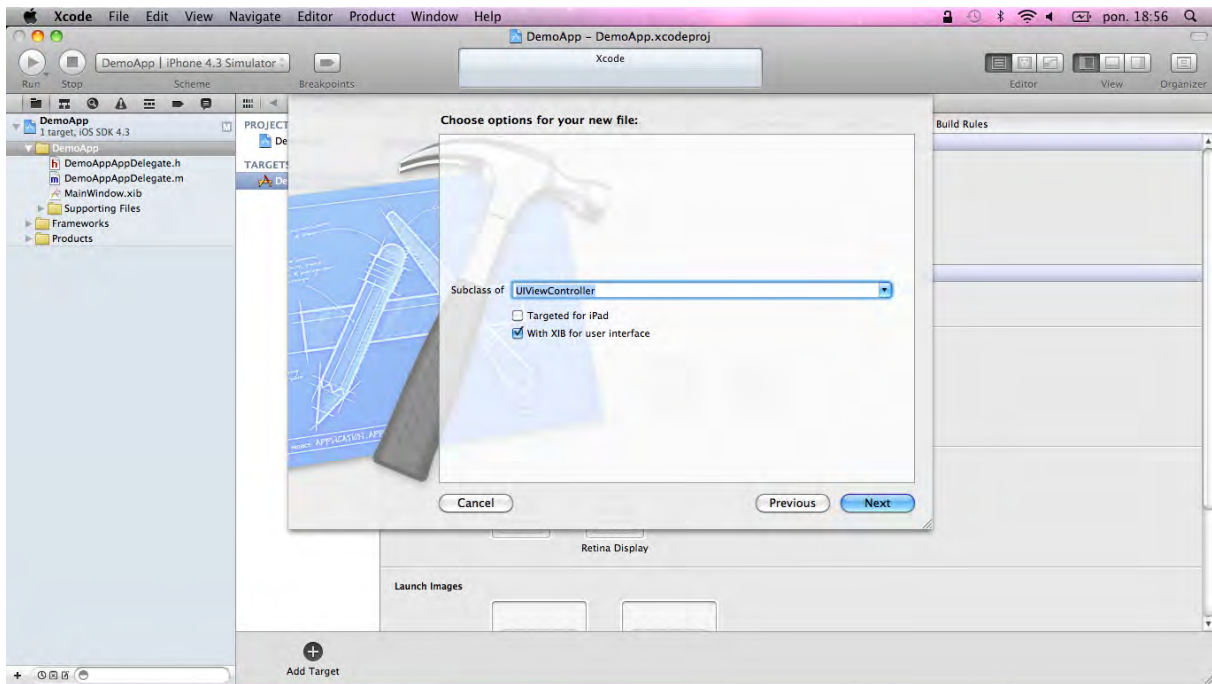 Xcode File Edit View Navigate Editor Product Window Help pon. 18:56
DemoApp – DemoApp.xcodeproj
DemoApp | iPhone 4.3 Simulator
Xcode
Run Stop Scheme Breakpoints Editor View Organizer
DemoApp
1 target, iOS SDK 4.3
DemoApp
h DemoAppAppDelegate.h
m DemoAppAppDelegate.m
MainWindow.xib
Supporting Files
Frameworks
Products
PROJECT
De
TARGETS
De
Build Rules
Choose options for your new file:
Subclass of UIViewController
Targeted for iPad
With XIB for user interface
Cancel Previous Next
Retina Display
Launch Images
Add Target